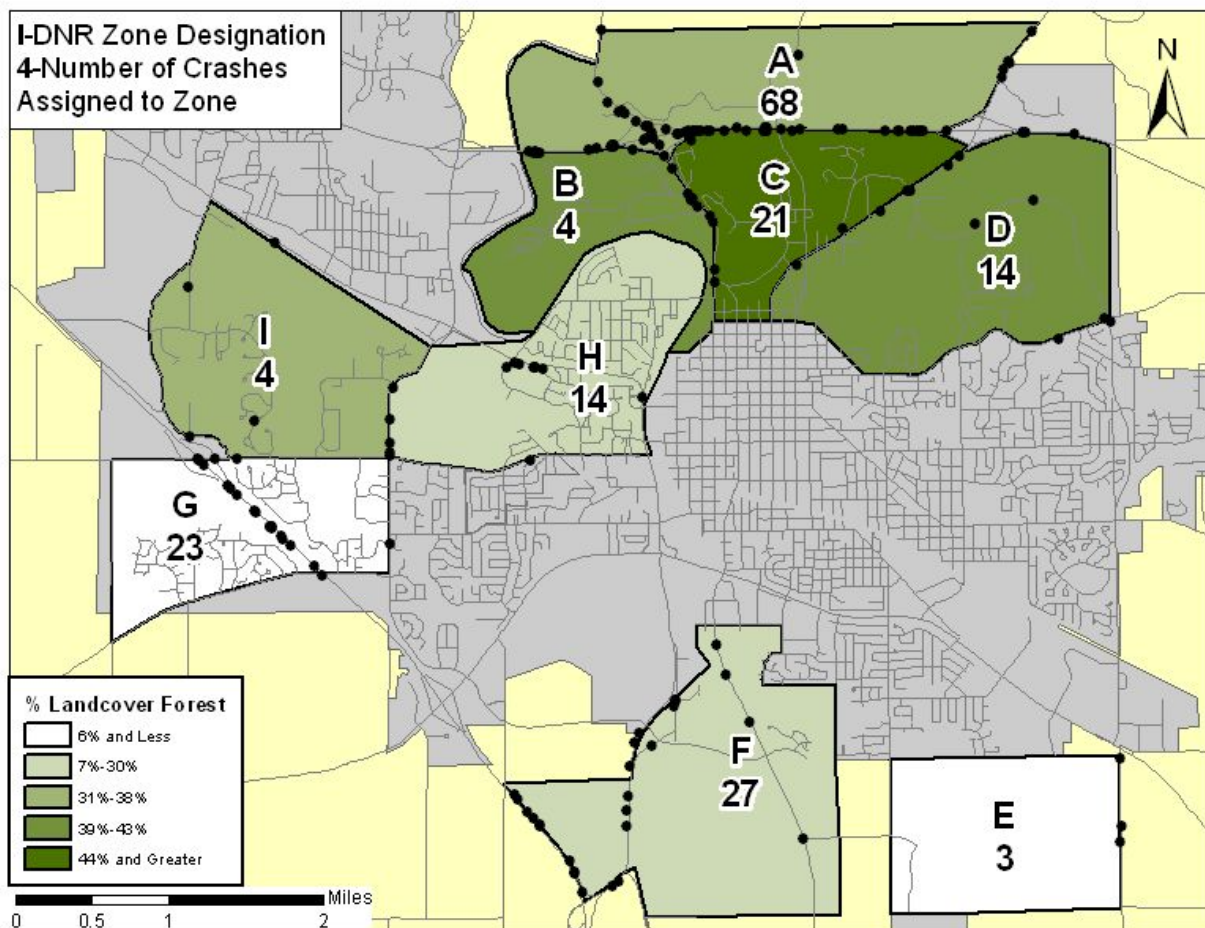 I-DNR Zone Designation
4-Number of Crashes
Assigned to Zone
N
A
68
B
4
C
21
D
14
I
4
H
14
G
23
F
27
E
3
% Landcover Forest
6% and Less
7%-30%
31%-38%
39%-43%
44% and Greater
Miles
0 0.5 1 2